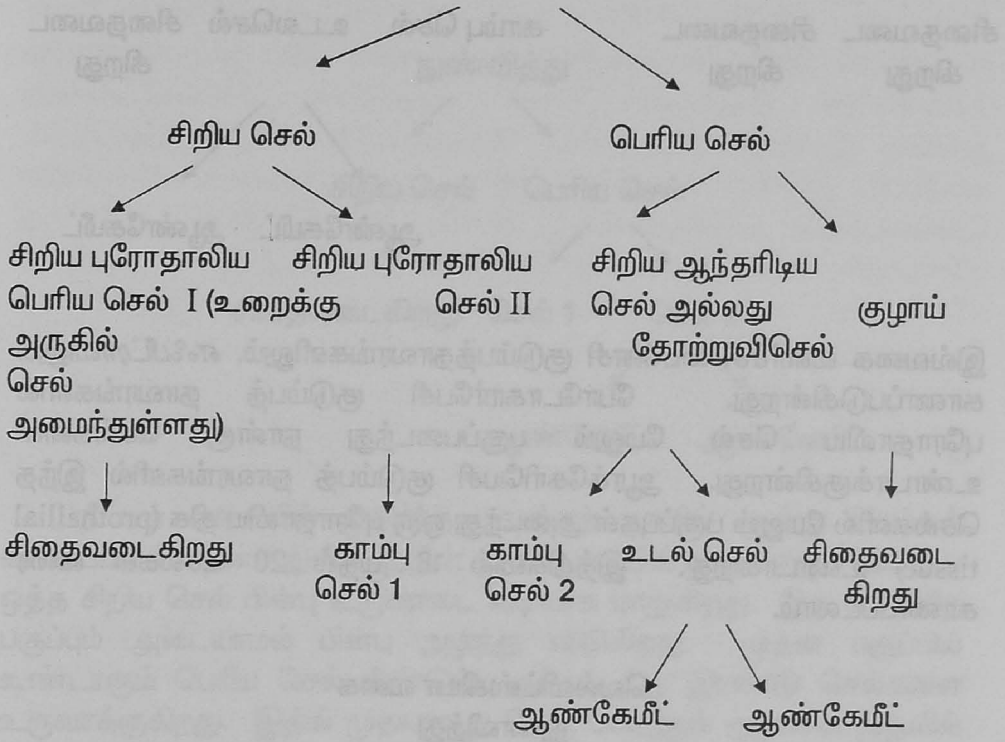 சிறிய செல் பெரிய செல்
சிறிய புரோதாலிய சிறிய புரோதாலிய சிறிய ஆந்தரிடிய
பெரிய செல் I (உறைக்கு செல் II செல் அல்லது குழாய்
அருகில் தோற்றுவிசெல்
செல்
அமைந்துள்ளது)
சிதைவடைகிறது காம்பு காம்பு உடல் செல் சிதைவடை
செல் 1 செல் 2 கிறது
ஆண்கேமீட் ஆண்கேமீட்